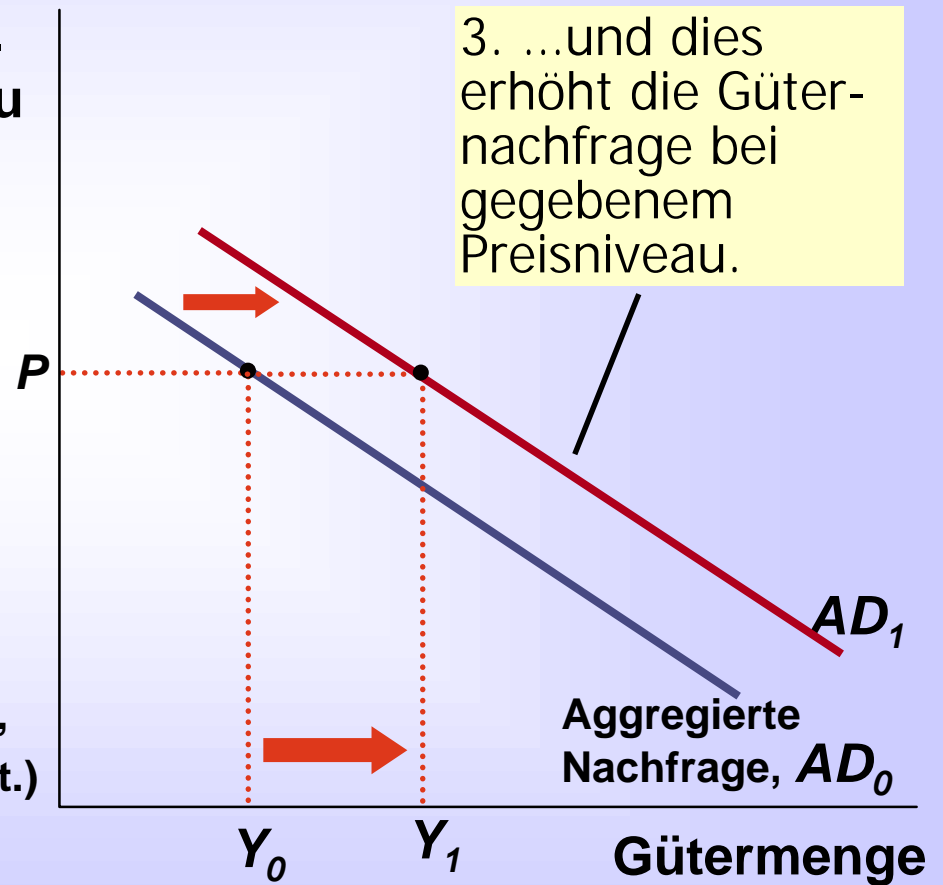 u
3. ...und dies
erhöht die Güter-
nachfrage bei
gegebenem
Preisniveau.
P
AD1
Aggregierte
Nachfrage, AD0
t.)
Y0
Y1
Gütermenge